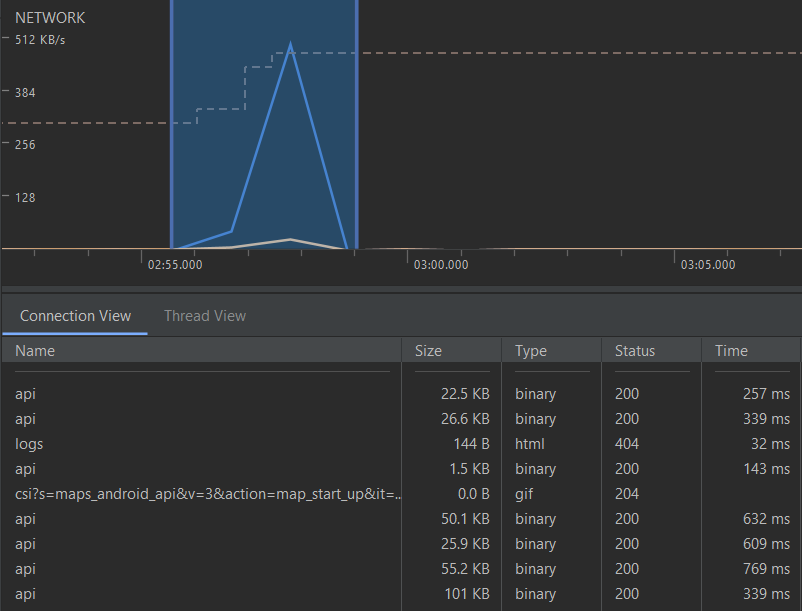 NETWORK
512 KB/s
384
256
128
02:55.000 03:00.000 03:05.000
Connection View Thread View
Name Size Type Status Time
api 22.5 KB binary 200 257 ms
api 26.6 KB binary 200 339 ms
logs 144 B html 404 32 ms
api 1.5 KB binary 200 143 ms
csi?s=maps_android_api&v=3&action=map_start_up&it=... 0.0 B gif 204
api 50.1 KB binary 200 632 ms
api 25.9 KB binary 200 609 ms
api 55.2 KB binary 200 769 ms
api 101 KB binary 200 339 ms